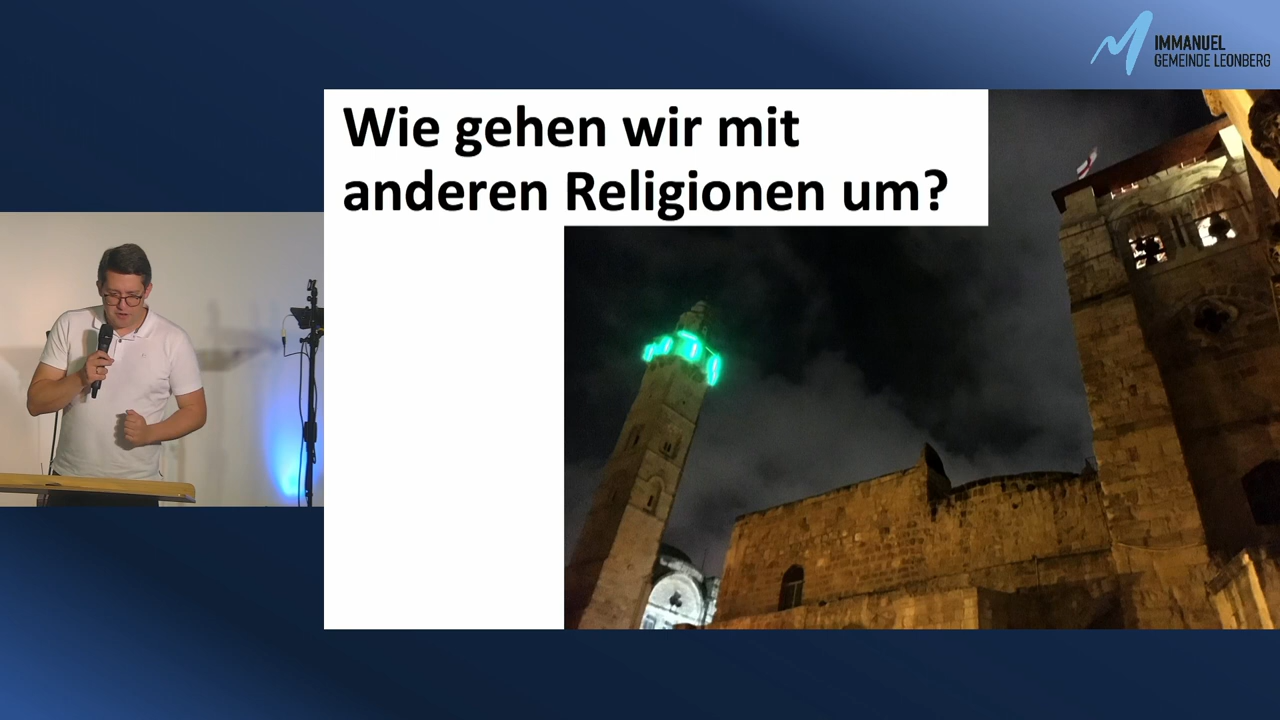 IMMANUEL
GEMEINDE LEONBERG
Wie gehen wir mit
anderen Religionen um?